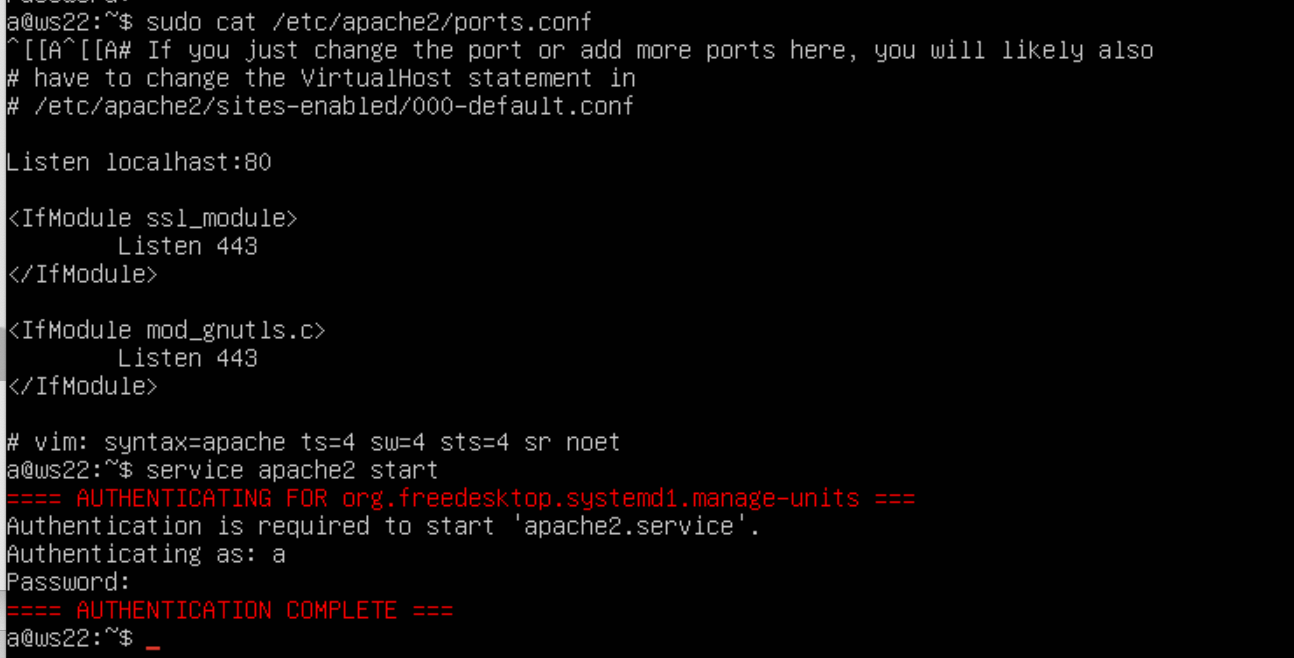 a@ws22:~$ sudo cat /etc/apache2/ports.conf
^[[A^[[A# If you just change the port or add more ports here, you will likely also
# have to change the VirtualHost statement in
# /etc/apache2/sites-enabled/000-default.conf

Listen localhast:80

<IfModule ssl_module>
        Listen 443
</IfModule>

<IfModule mod_gnutls.c>
        Listen 443
</IfModule>

# vim: syntax=apache ts=4 sw=4 sts=4 sr noet
a@ws22:~$ service apache2 start
==== AUTHENTICATING FOR org.freedesktop.systemd1.manage-units ===
Authentication is required to start 'apache2.service'.
Authenticating as: a
Password:
==== AUTHENTICATION COMPLETE ===
a@ws22:~$ _